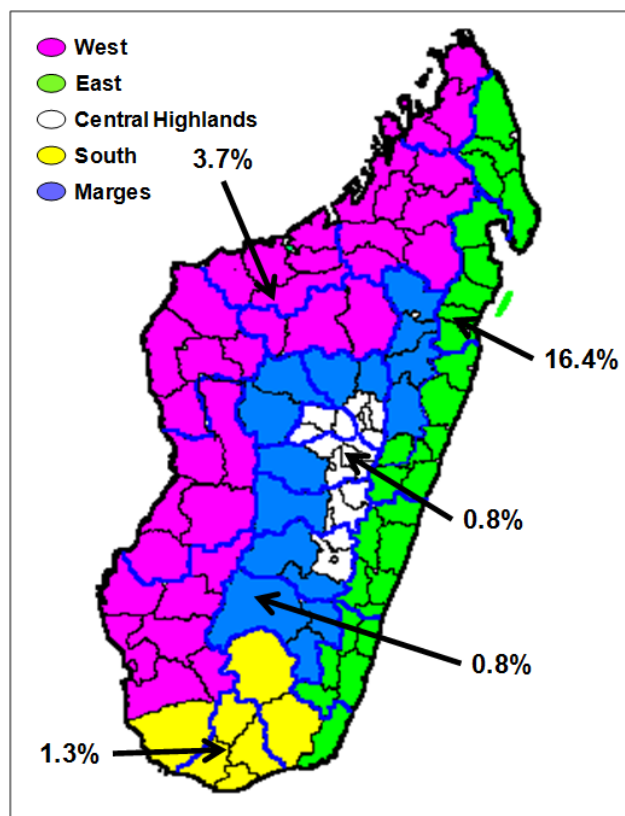 West
East
Central Highlands
South
Marges
3.7%
16.4%
0.8%
0.8%
1.3%